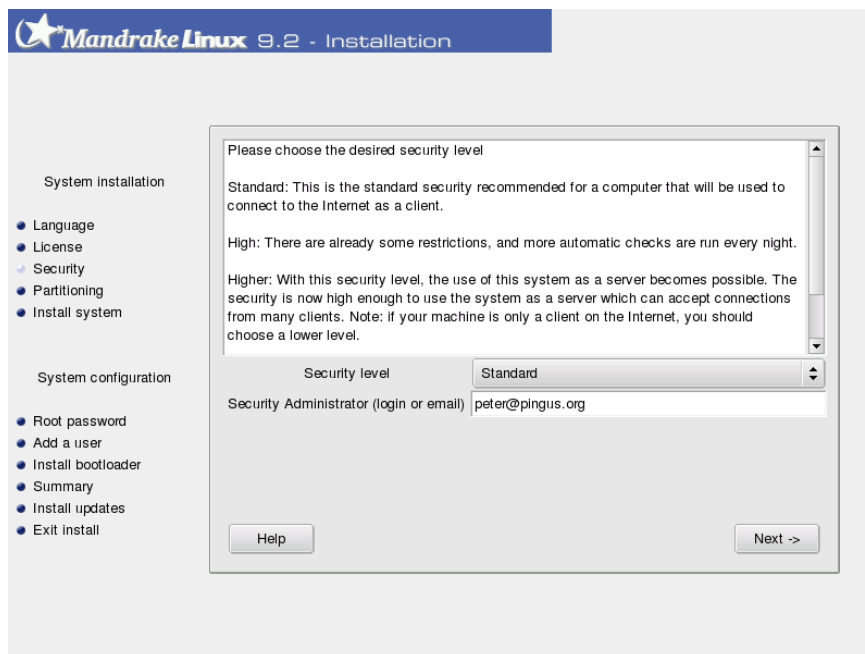 Mandrake Linux 9.2 - Installation
System installation
Language
License
Security
Partitioning
Install system
System configuration
Root password
Add a user
Install bootloader
Summary
Install updates
Exit install
Please choose the desired security level
Standard: This is the standard security recommended for a computer that will be used to
connect to the Internet as a client.
High: There are already some restrictions, and more automatic checks are run every night.
Higher: With this security level, the use of this system as a server becomes possible. The
security is now high enough to use the system as a server which can accept connections
from many clients. Note: if your machine is only a client on the Internet, you should
choose a lower level.
Security level Standard
Security Administrator (login or email) peter@pingus.org
Help Next ->